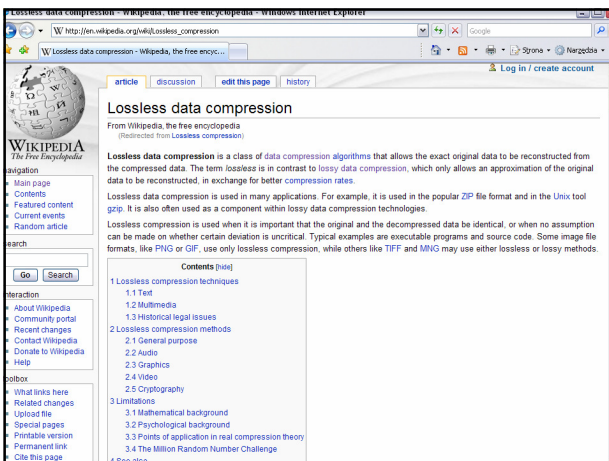 Lossless data compression - Wikipedia, the free encyclopedia - Windows Internet Explorer
W http://en.wikipedia.org/wiki/Lossless_compression
Google
W Lossless data compression - Wikipedia, the free encyc...
Strona
Narzędzia
Log in / create account
article discussion edit this page history
Lossless data compression
From Wikipedia, the free encyclopedia
(Redirected from Lossless compression)
Lossless data compression is a class of data compression algorithms that allows the exact original data to be reconstructed from
the compressed data. The term lossless is in contrast to lossy data compression, which only allows an approximation of the original
data to be reconstructed, in exchange for better compression rates.
Lossless data compression is used in many applications. For example, it is used in the popular ZIP file format and in the Unix tool
gzip. It is also often used as a component within lossy data compression technologies.
Lossless compression is used when it is important that the original and the decompressed data be identical, or when no assumption
can be made on whether certain deviation is uncritical. Typical examples are executable programs and source code. Some image file
formats, like PNG or GIF, use only lossless compression, while others like TIFF and MNG may use either lossless or lossy methods.
Contents [hide]
1 Lossless compression techniques
1.1 Text
1.2 Multimedia
1.3 Historical legal issues
2 Lossless compression methods
2.1 General purpose
2.2 Audio
2.3 Graphics
2.4 Video
2.5 Cryptography
3 Limitations
3.1 Mathematical background
3.2 Psychological background
3.3 Points of application in real compression theory
3.4 The Million Random Number Challenge
4 See also
WIKIPEDIA
The Free Encyclopedia
navigation
Main page
Contents
Featured content
Current events
Random article
search
Go Search
interaction
About Wikipedia
Community portal
Recent changes
Contact Wikipedia
Donate to Wikipedia
Help
toolbox
What links here
Related changes
Upload file
Special pages
Printable version
Permanent link
Cite this page